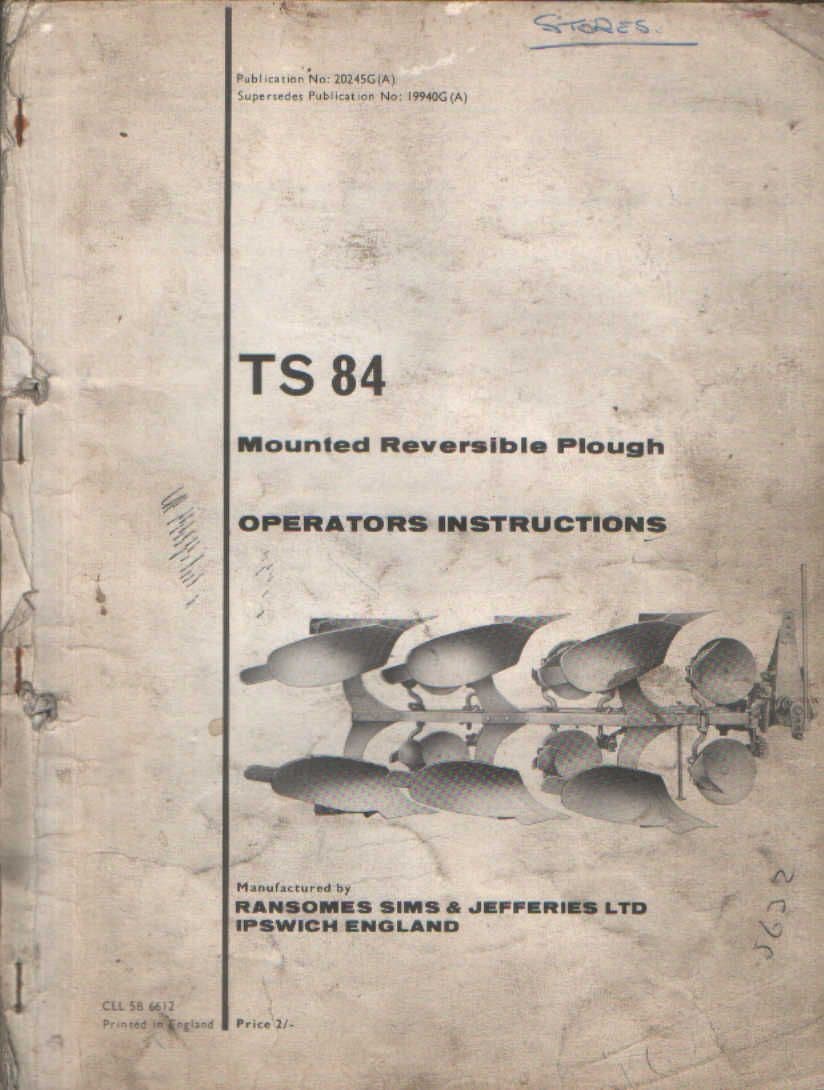 STORES.
Publication No: 20245G(A)
Supersedes Publication No: 19940G(A)
TS 84
Mounted Reversible Plough
OPERATORS INSTRUCTIONS
Manufactured by
RANSOMES SIMS & JEFFERIES LTD
IPSWICH ENGLAND
CLL 5B 6612
Printed in England
Price 2/-